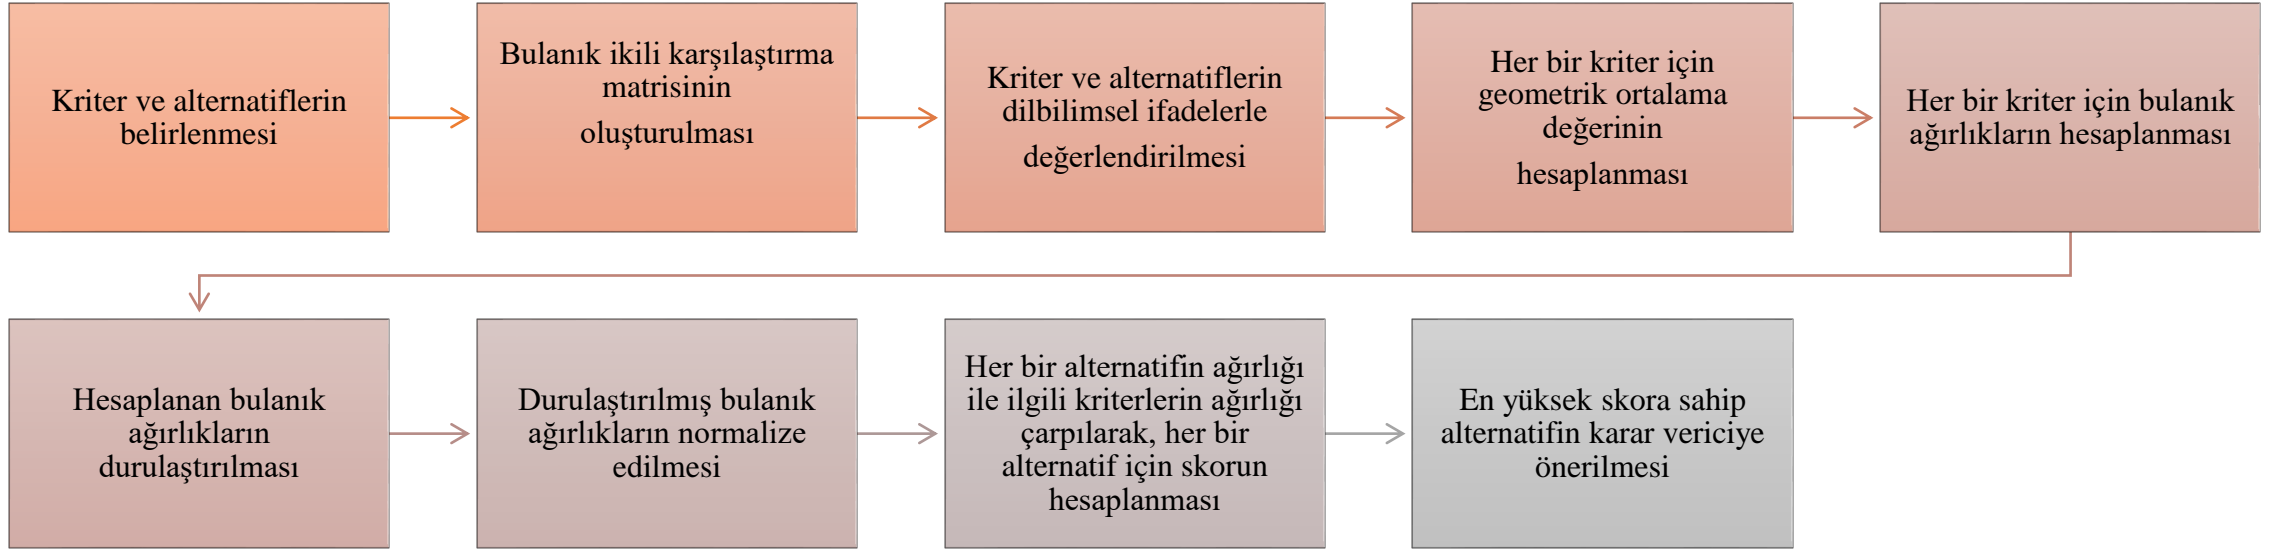 Kriter ve alternatiflerin
belirlenmesi
Bulanık ikili karşılaştırma
matrisinin
oluşturulması
Kriter ve alternatiflerin
dilbilimsel ifadelerle
değerlendirilmesi
Her bir kriter için
geometrik ortalama
değerinin
hesaplanması
Her bir kriter için bulanık
ağırlıkların hesaplanması
Hesaplanan bulanık
ağırlıkların
durulaştırılması
Durulaştırılmış bulanık
ağırlıkların normalize
edilmesi
Her bir alternatifin ağırlığı
ile ilgili kriterlerin ağırlığı
çarpılarak, her bir
alternatif için skorun
hesaplanması
En yüksek skora sahip
alternatifin karar vericiye
önerilmesi